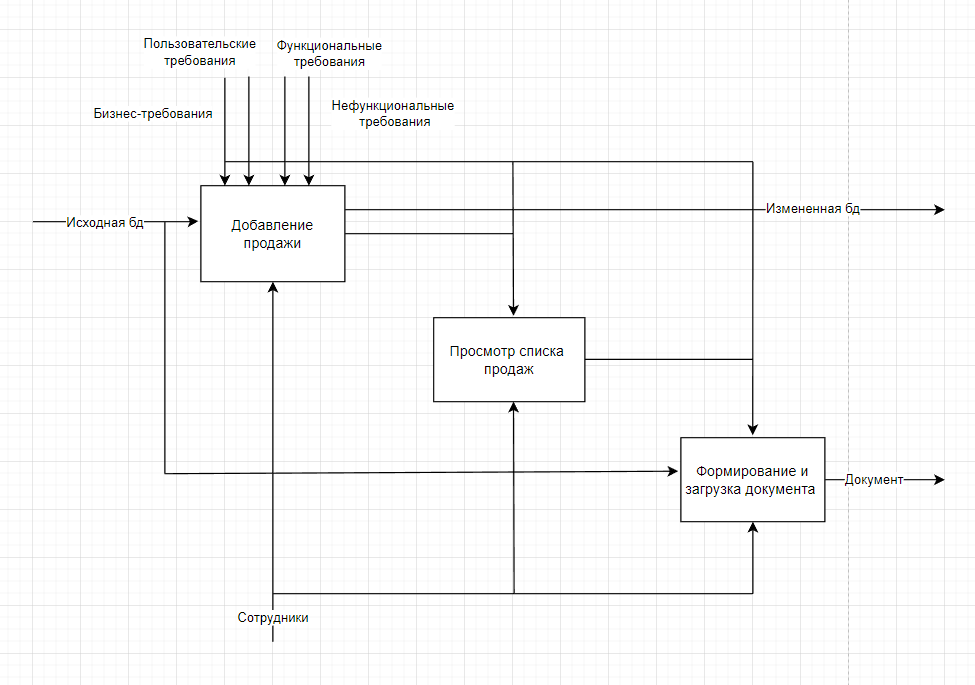 Пользовательские
требования
Функциональные
требования
Бизнес-требования
Нефункциональные
требования
Исходная бд
Добавление
продажи
Измененная бд
Просмотр списка
продаж
Формирование и
загрузка документа
Документ
Сотрудники